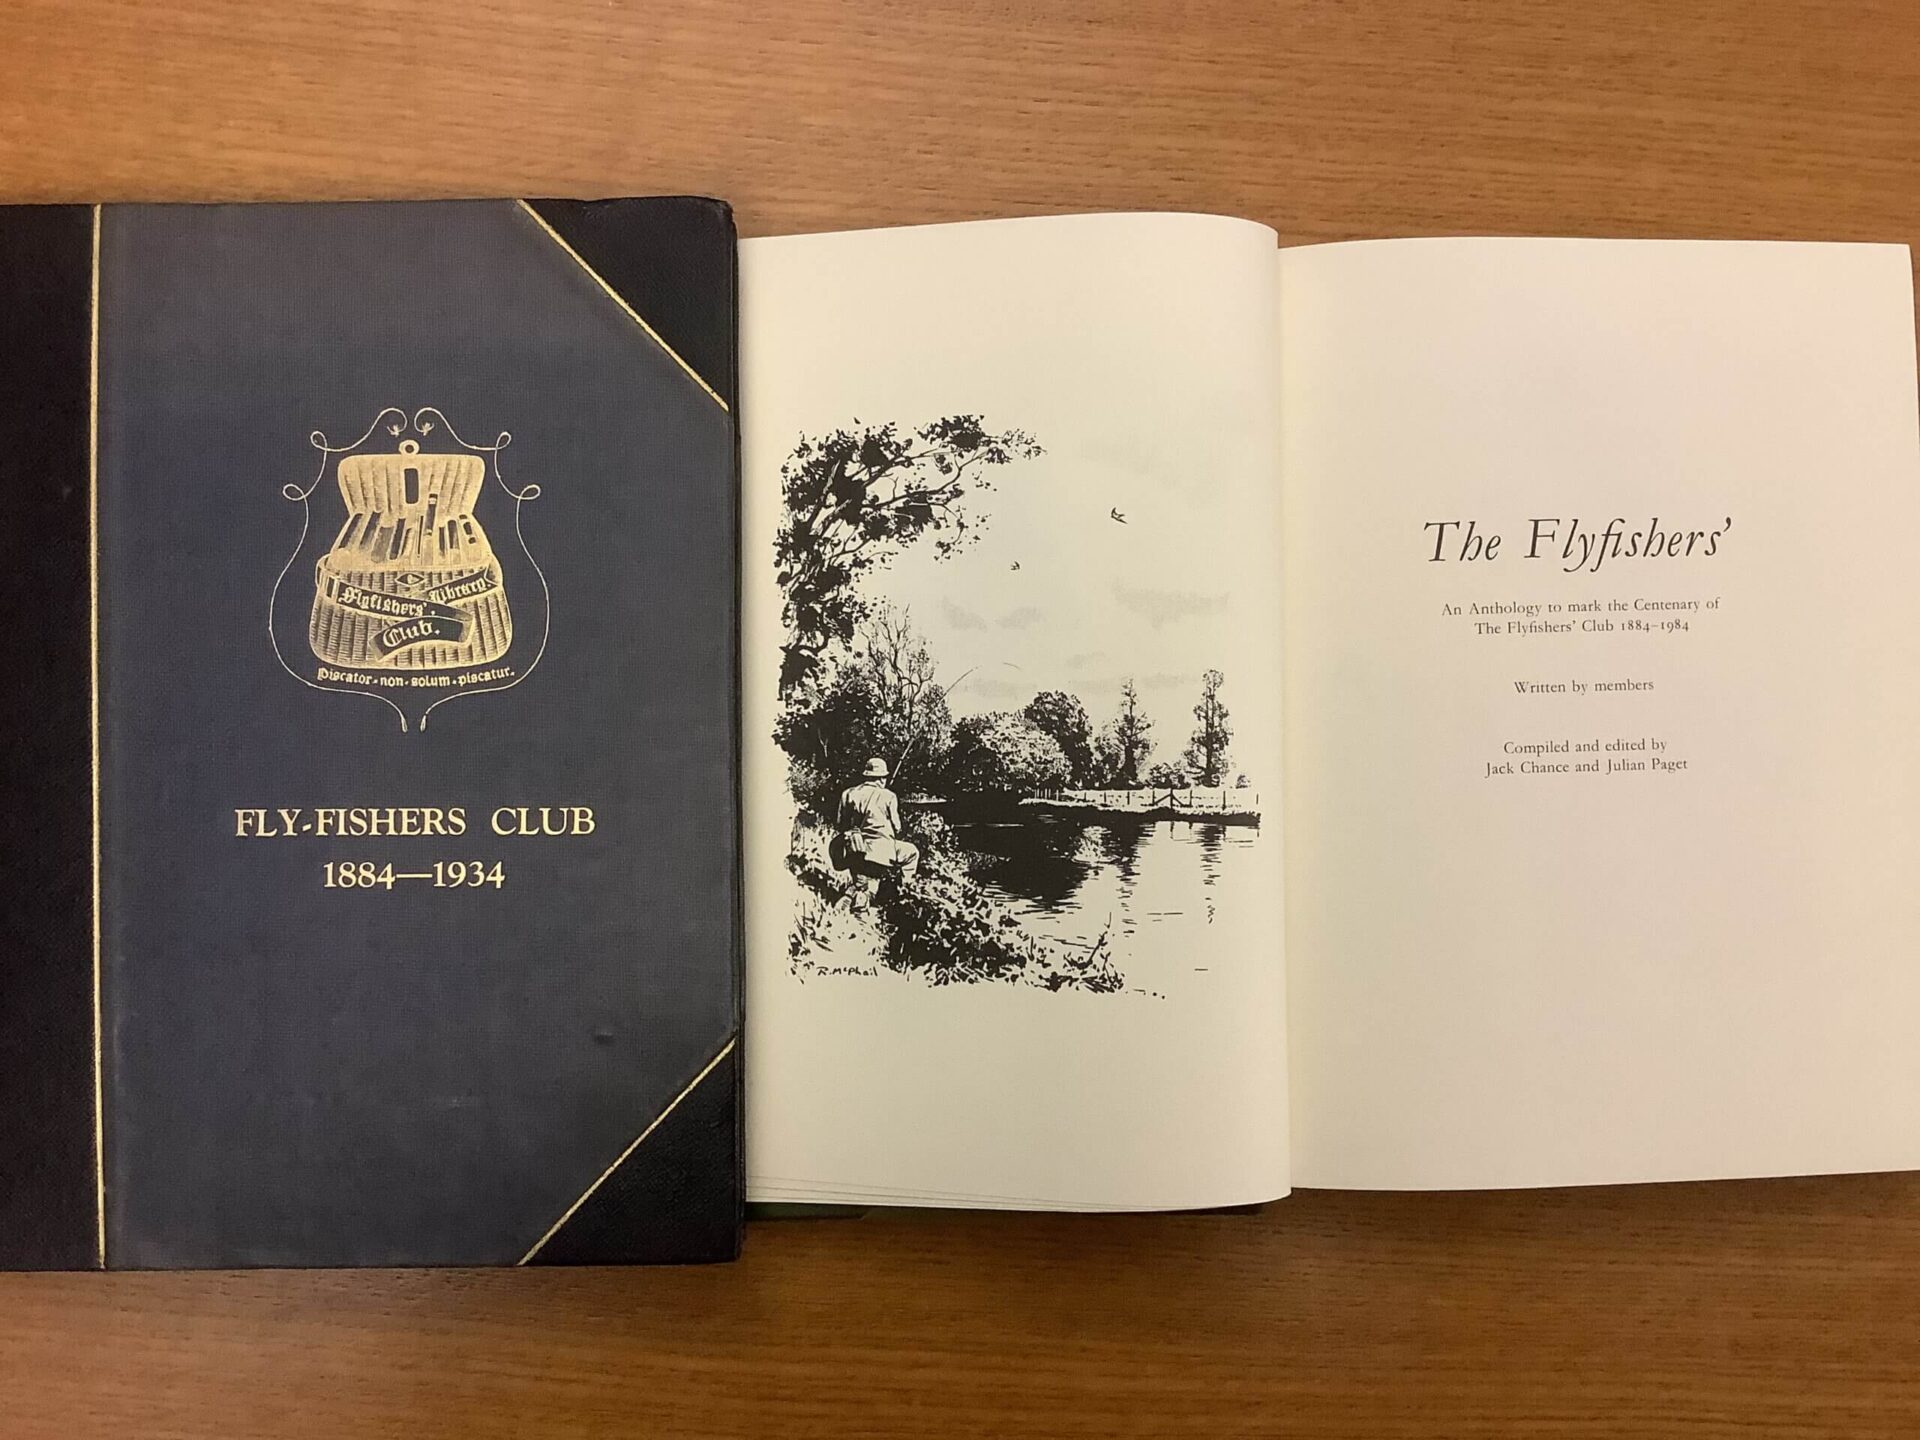 Flyfishers' Library
Club.
Piscator·non·solum·piscatur.
FLY-FISHERS CLUB
1884—1934
R. McPhail
The Flyfishers'
An Anthology to mark the Centenary of
The Flyfishers' Club 1884–1984
Written by members
Compiled and edited by
Jack Chance and Julian Paget